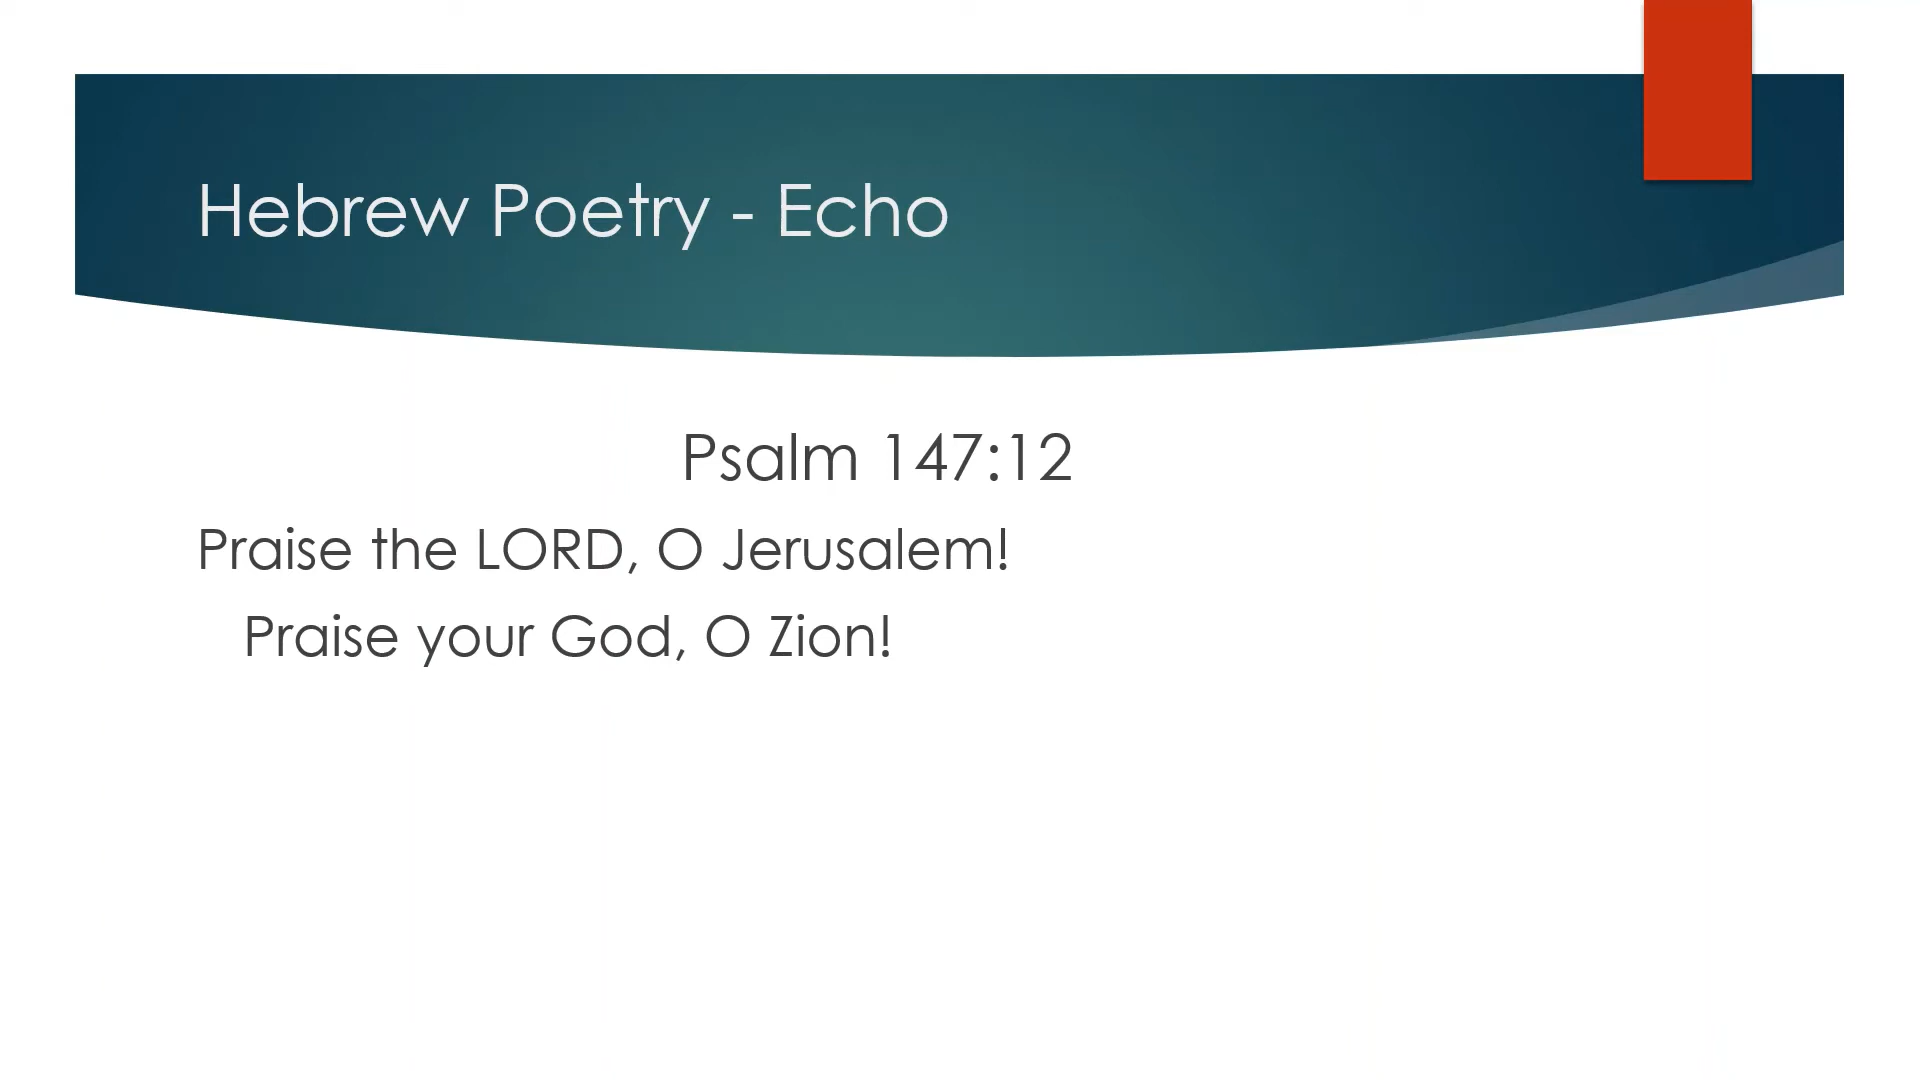 Hebrew Poetry - Echo
Psalm 147:12
Praise the LORD, O Jerusalem!
Praise your God, O Zion!